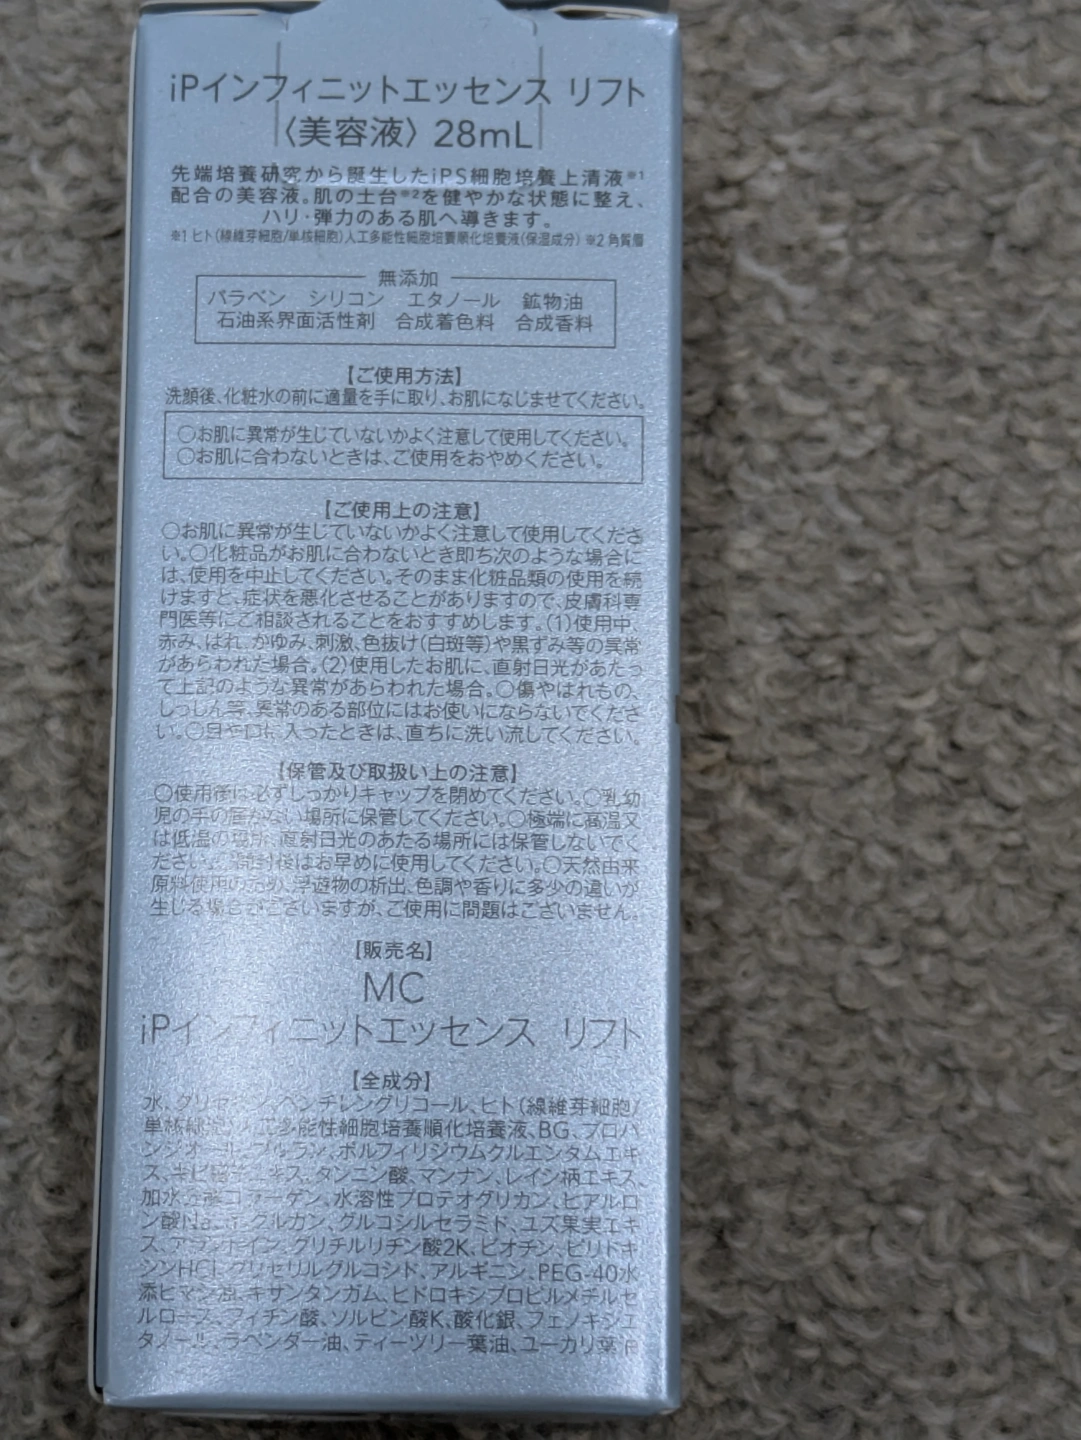 iPインフィニットエッセンス リフト
〈美容液〉28mL
先端培養研究から誕生したiPS細胞培養上清液※1
配合の美容液。肌の土台※2を健やかな状態に整え、
ハリ・弾力のある肌へ導きます。
※1 ヒト(線維芽細胞/単核細胞)人工多能性細胞培養順化培養液(保湿成分) ※2 角質層
無添加
パラベン シリコン エタノール 鉱物油
石油系界面活性剤 合成着色料 合成香料
【ご使用方法】
洗顔後、化粧水の前に適量を手に取り、お肌になじませてください。
○お肌に異常が生じていないかよく注意して使用してください。
○お肌に合わないときは、ご使用をおやめください。
【ご使用上の注意】
○お肌に異常が生じていないかよく注意して使用してくださ
い。○化粧品がお肌に合わないとき即ち次のような場合に
は、使用を中止してください。そのまま化粧品類の使用を続
けますと、症状を悪化させることがありますので、皮膚科専
門医等にご相談されることをおすすめします。(1)使用中、
赤み、はれ、かゆみ、刺激、色抜け(白斑等)や黒ずみ等の異常
があらわれた場合。(2)使用したお肌に、直射日光があたっ
て上記のような異常があらわれた場合。○傷やはれもの、
しっしん等、異常のある部位にはお使いにならないでくださ
い。○目や口に入ったときは、直ちに洗い流してください。
【保管及び取扱い上の注意】
○使用後は必ずしっかりキャップを閉めてください。○乳幼
児の手の届かない場所に保管してください。○極端に高温又
は低温の場所、直射日光のあたる場所には保管しないでく
ださい。○開封後はお早めに使用してください。○天然由来
原料使用のため、浮遊物の析出、色調や香りに多少の違いが
生じる場合がございますが、ご使用に問題はございません。
【販売名】
MC
iPインフィニットエッセンス リフト
【全成分】
水、グリセリン、ペンチレングリコール、ヒト(線維芽細胞/
単核細胞)人工多能性細胞培養順化培養液、BG、プロパ
ンジオール、プルラン、ポルフィリジウムクルエンタムエキ
ス、キビ エキス、タンニン酸、マンナン、レイシ柄エキス、
加水分解コラーゲン、水溶性プロテオグリカン、ヒアルロ
ン酸Na、 グルカン、グルコシルセラミド、ユズ果実エキ
ス、アラントイン、グリチルリチン酸2K、ビオチン、ピリドキ
シンHCl、グリセリルグルコシド、アルギニン、PEG-40水
添ヒマシ油、キサンタンガム、ヒドロキシプロピルメチルセ
ルロース、フィチン酸、ソルビン酸K、酸化銀、フェノキシエ
タノール、ラベンダー油、ティーツリー葉油、ユーカリ葉油